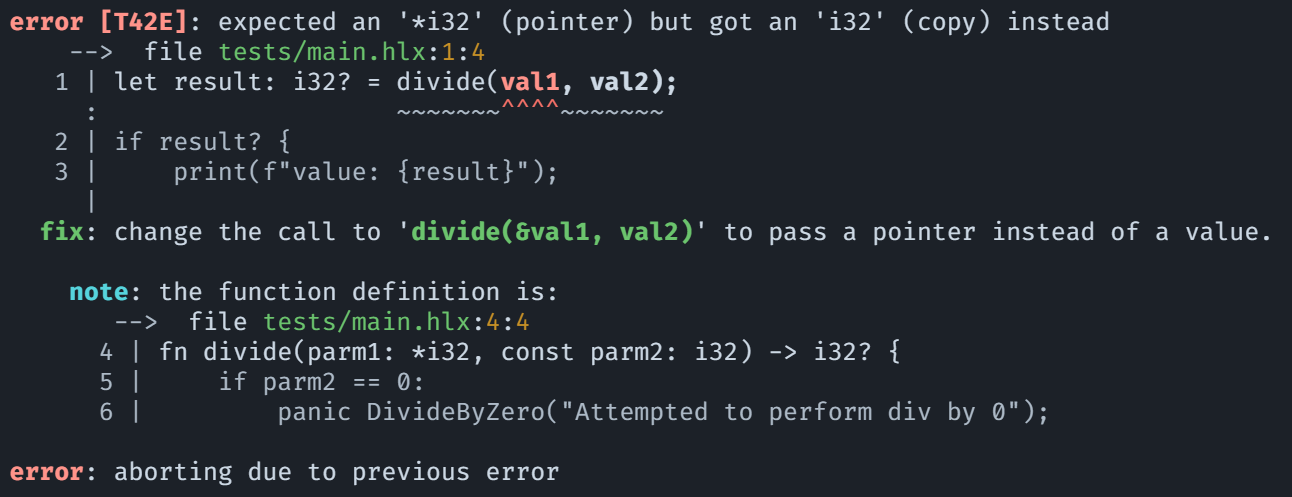 error [T42E]: expected an '*i32' (pointer) but got an 'i32' (copy) instead
    --> file tests/main.hlx:1:4
   1 | let result: i32? = divide(val1, val2);
     :                    ~~~~~~~^^^^~~~~~~~
   2 | if result? {
   3 |     print(f"value: {result}");
     |
  fix: change the call to 'divide(&val1, val2)' to pass a pointer instead of a value.

    note: the function definition is:
       --> file tests/main.hlx:4:4
      4 | fn divide(parm1: *i32, const parm2: i32) -> i32? {
      5 |     if parm2 == 0:
      6 |         panic DivideByZero("Attempted to perform div by 0");

error: aborting due to previous error